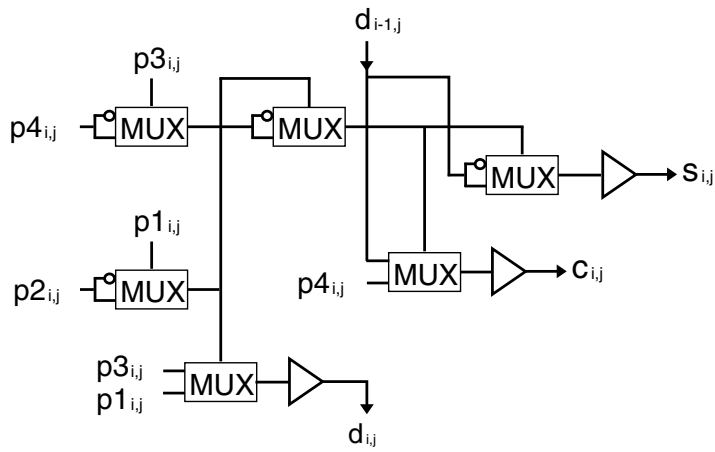 d i-1,j
p3 i,j
p4 i,j
MUX
MUX
MUX
s i,j
p1 i,j
p2 i,j
MUX
p4 i,j
MUX
c i,j
p3 i,j
p1 i,j
MUX
d i,j